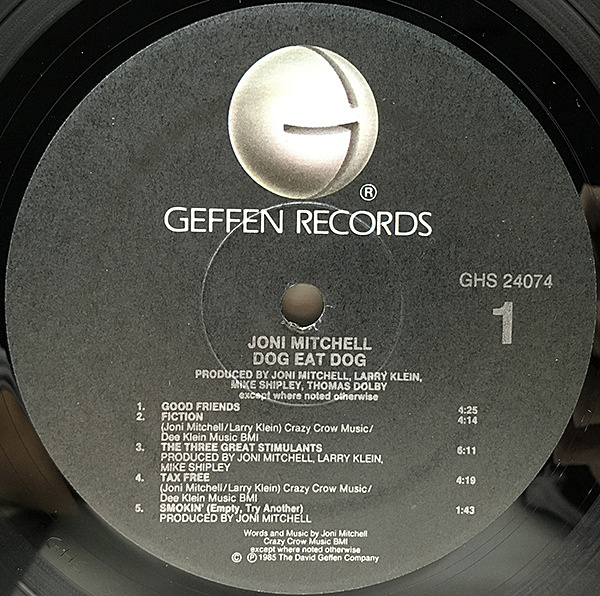 ®
GEFFEN RECORDS
GHS 24074
1
JONI MITCHELL
DOG EAT DOG
PRODUCED BY JONI MITCHELL, LARRY KLEIN,
MIKE SHIPLEY, THOMAS DOLBY
except where noted otherwise
1. GOOD FRIENDS 4:25
2. FICTION 4:14
(Joni Mitchell/Larry Klein) Crazy Crow Music/
Dee Klein Music BMI
3. THE THREE GREAT STIMULANTS 6:11
PRODUCED BY JONI MITCHELL, LARRY KLEIN,
MIKE SHIPLEY
4. TAX FREE 4:19
(Joni Mitchell/Larry Klein) Crazy Crow Music/
Dee Klein Music BMI
5. SMOKIN' (Empty, Try Another) 1:43
PRODUCED BY JONI MITCHELL
Words and Music by Joni Mitchell
Crazy Crow Music BMI
except where noted otherwise
© ℗ 1985 The David Geffen Company